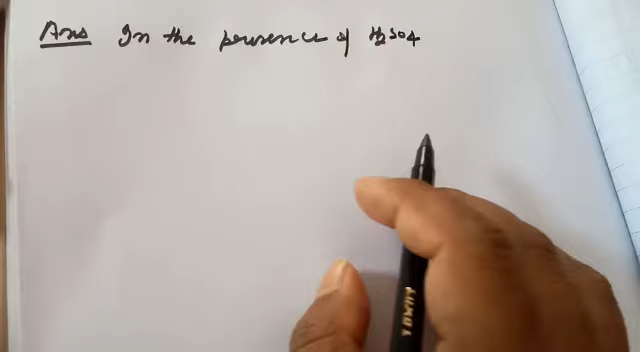 Ans In the presence of H₂SO₄